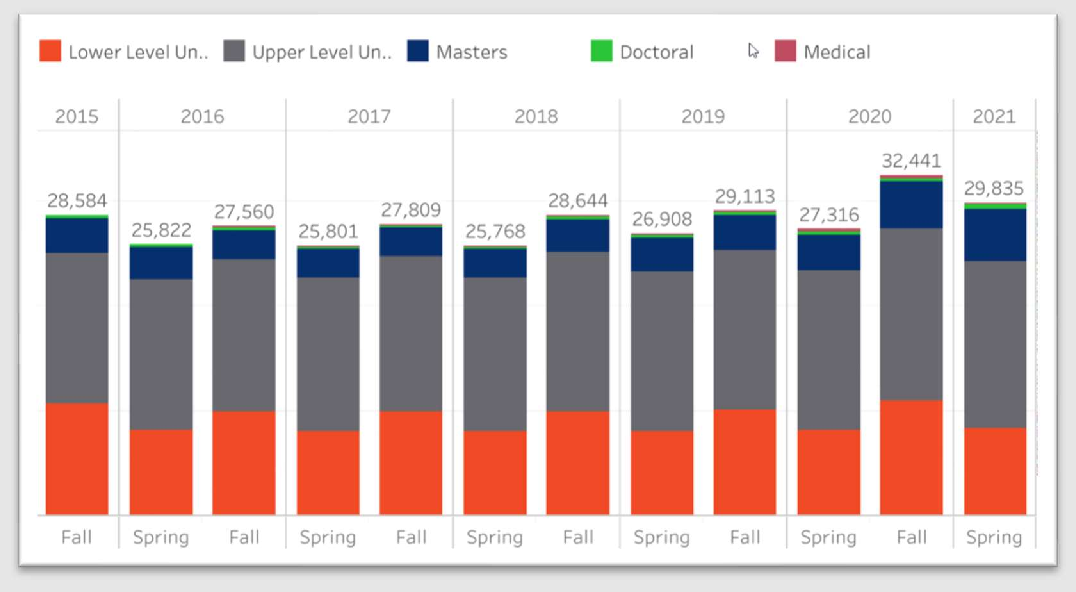 Lower Level Un.. Upper Level Un.. Masters Doctoral Medical
2015 2016 2017 2018 2019 2020 2021
32,441
28,584 25,822 27,560 25,801 27,809 25,768 28,644 26,908 29,113 27,316 29,835
Fall Spring Fall Spring Fall Spring Fall Spring Fall Spring Fall Spring